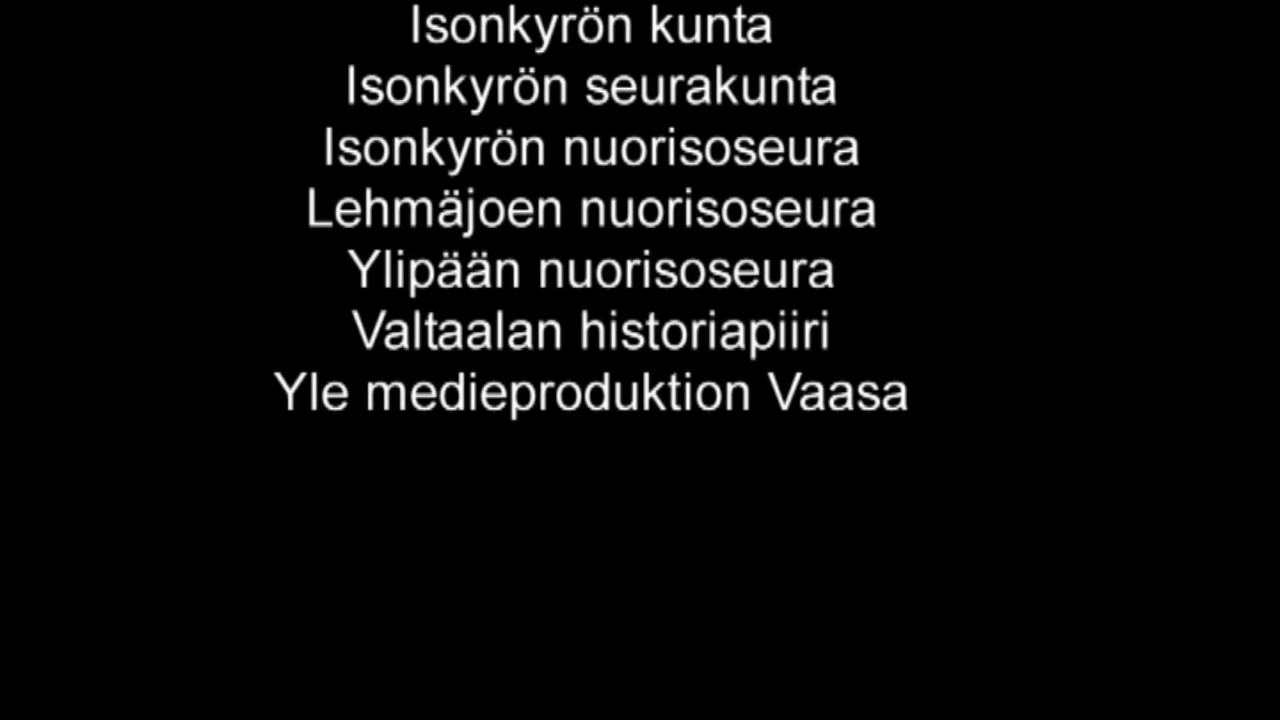 Isonkyrön kunta
Isonkyrön seurakunta
Isonkyrön nuorisoseura
Lehmäjoen nuorisoseura
Ylipään nuorisoseura
Valtaalan historiapiiri
Yle medieproduktion Vaasa